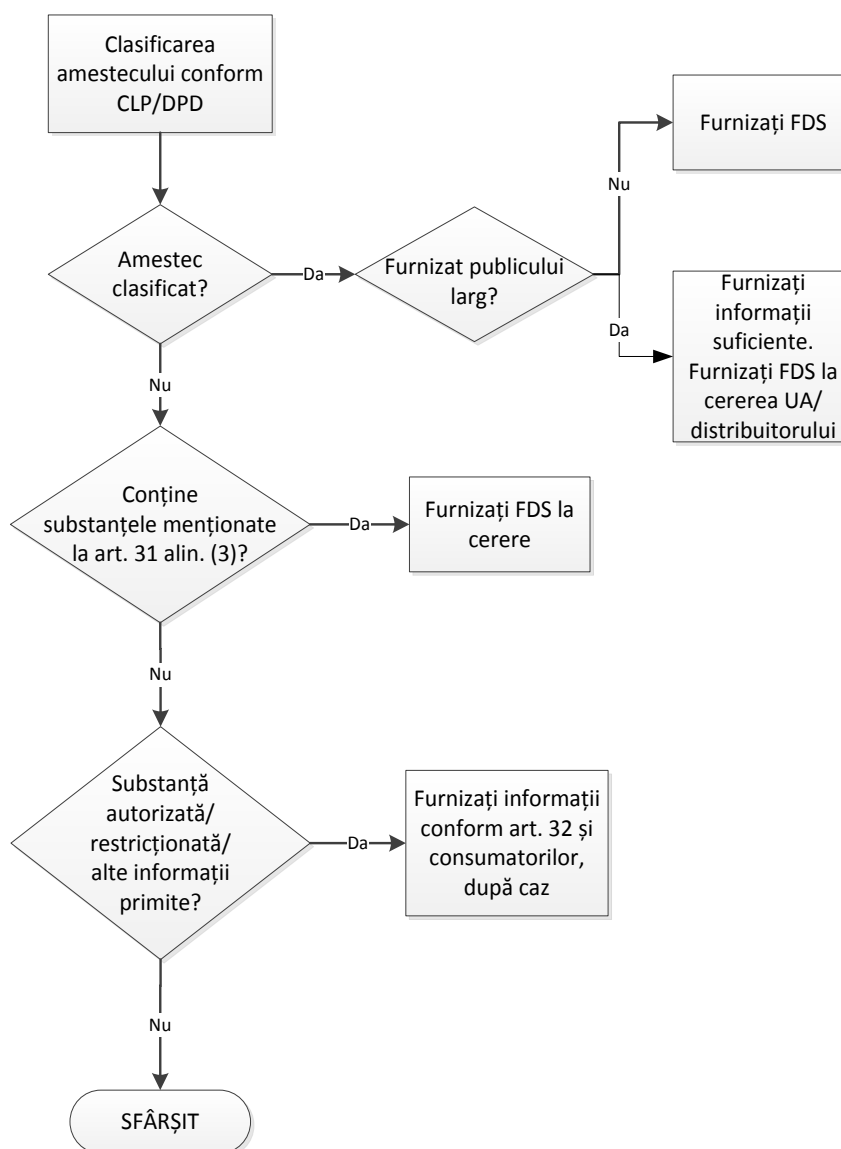 Clasificarea
amestecului conform
CLP/DPD
Furnizați FDS
Nu
Amestec
clasificat?
Da
Furnizat publicului
larg?
Da
Furnizați
informații
suficiente.
Furnizați FDS la
cererea UA/
distribuitorului
Nu
Conține
substanțele menționate
la art. 31 alin. (3)?
Da
Furnizați FDS la
cerere
Nu
Substanță
autorizată/
restricționată/
alte informații
primite?
Da
Furnizați informații
conform art. 32 și
consumatorilor,
după caz
Nu
SFÂRȘIT